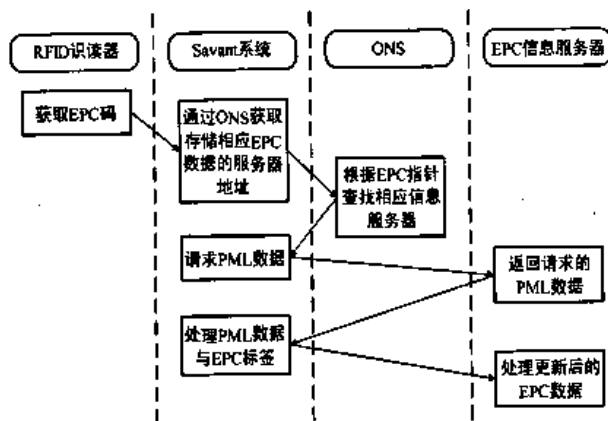 RFID识读器
Savant系统
ONS
EPC信息服务器
获取EPC码
通过ONS获取
存储相应EPC
数据的服务器
地址
根据EPC指针
查找相应信息
服务器
请求PML数据
返回请求的
PML数据
处理PML数据
与EPC标签
处理更新后的
EPC数据